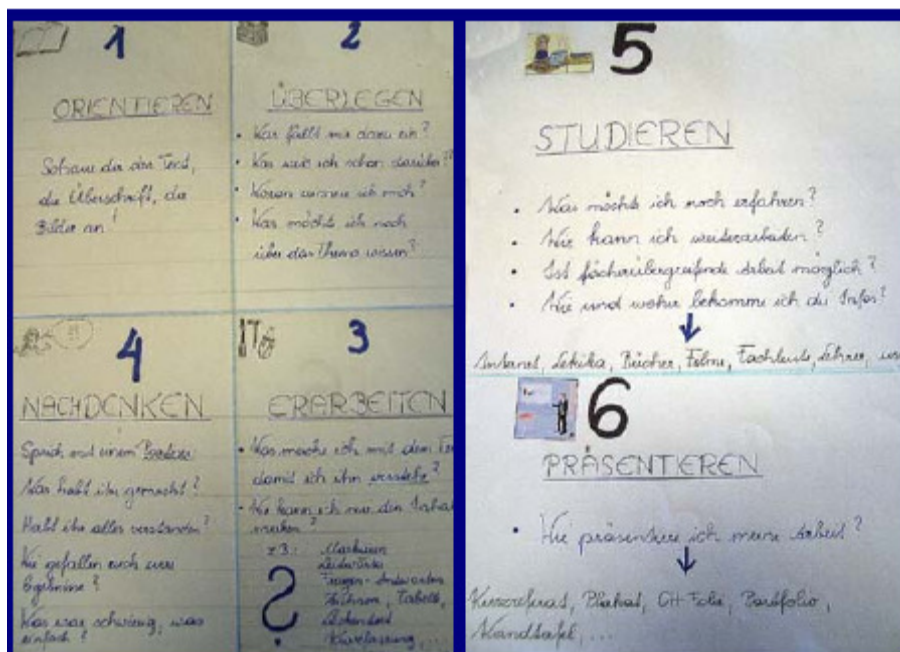 1
ORIENTIEREN
Schaue dir den Text,
die Überschrift, die
Bilder an!
2
ÜBERLEGEN
• Was fällt mir dazu ein?
• Was weiß ich schon darüber?
• Woran erinnere ich mich?
• Was möchte ich noch
über das Thema wissen?
3
ERARBEITEN
• Was mache ich mit dem
damit ich ihn verstehe?
• Wie kann ich mir den Inhalt
merken?
z.B.: Markieren
Leitwörter
Fragen-Antworten
Tabelle,
Kurzfassung, ...
?
4
NACHDENKEN
Sprich mit einem Partner:
Was habt ihr gemacht?
Habt ihr alles verstanden?
Wie gefallen euch eure
Ergebnisse?
Was war schwierig, was
einfach?
5
STUDIEREN
• Was möchte ich noch erfahren?
• Wie kann ich weiterarbeiten?
• Ist fächerübergreifende Arbeit möglich?
• Wie und woher bekomme ich die Infos?
Internet, Lexika, Bücher, Filme, Fachleute, Lehrer,
6
PRÄSENTIEREN
• Wie präsentiere ich meine Arbeit?
Kurzreferat, Plakat, OH Folie, Portfolio,
Wandtafel, ...